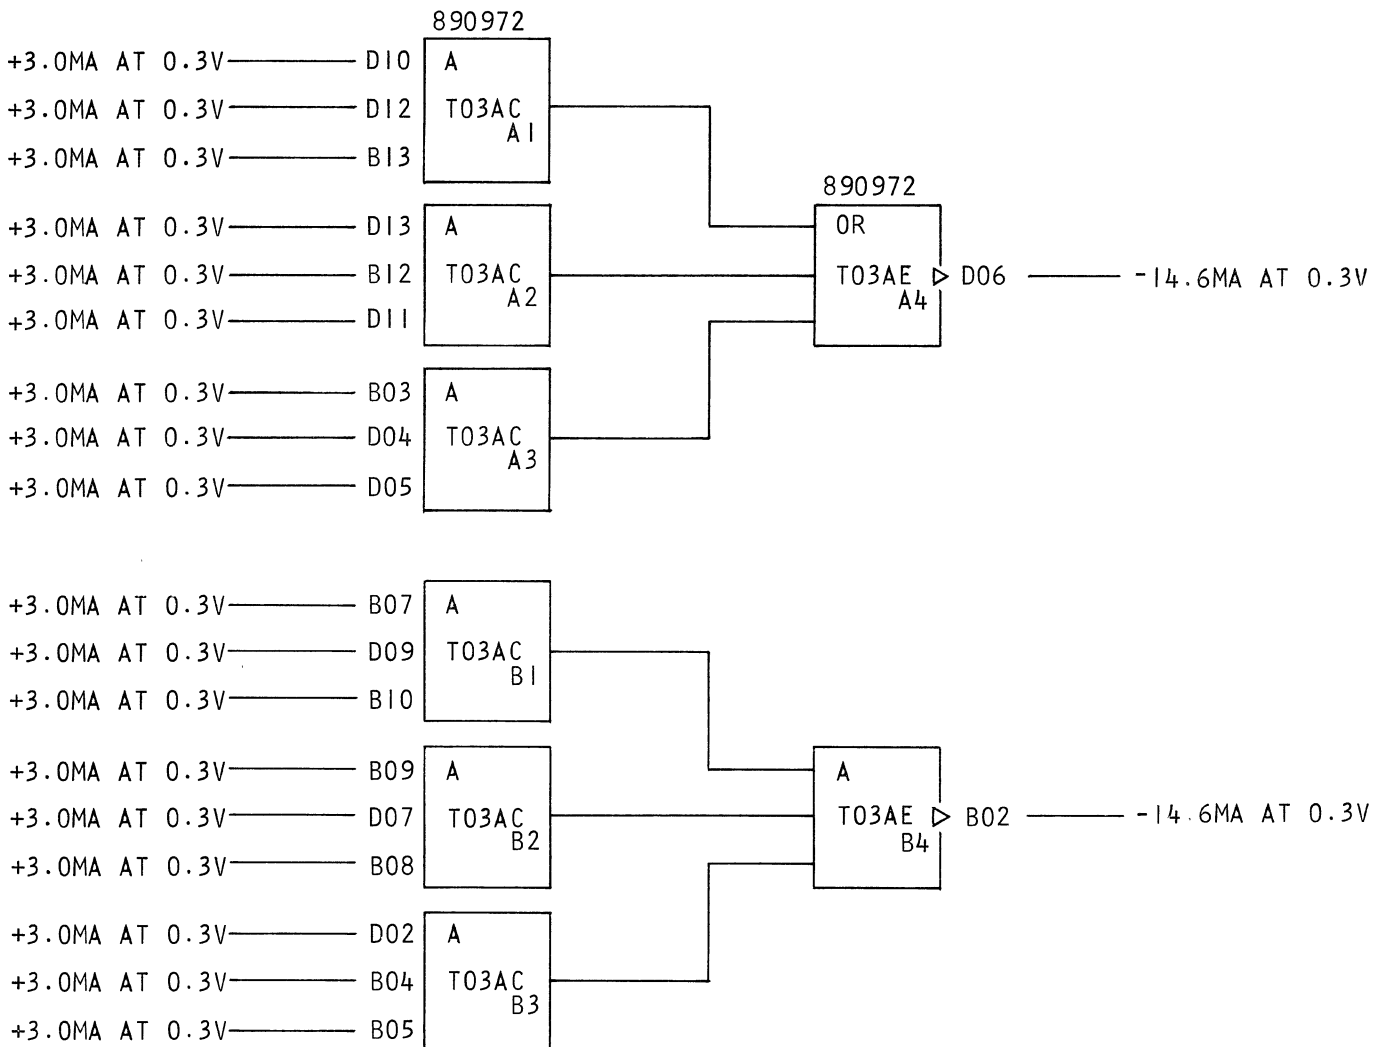 890972
+3.0MA AT 0.3V D10 A
+3.0MA AT 0.3V D12 T03AC
A1
+3.0MA AT 0.3V B13
890972
+3.0MA AT 0.3V D13 A OR
+3.0MA AT 0.3V B12 T03AC T03AE D06 -14.6MA AT 0.3V
A2 A4
+3.0MA AT 0.3V D11
+3.0MA AT 0.3V B03 A
+3.0MA AT 0.3V D04 T03AC
A3
+3.0MA AT 0.3V D05
+3.0MA AT 0.3V B07 A
+3.0MA AT 0.3V D09 T03AC
B1
+3.0MA AT 0.3V B10
+3.0MA AT 0.3V B09 A A
+3.0MA AT 0.3V D07 T03AC T03AE B02 -14.6MA AT 0.3V
B2 B4
+3.0MA AT 0.3V B08
+3.0MA AT 0.3V D02 A
+3.0MA AT 0.3V B04 T03AC
B3
+3.0MA AT 0.3V B05